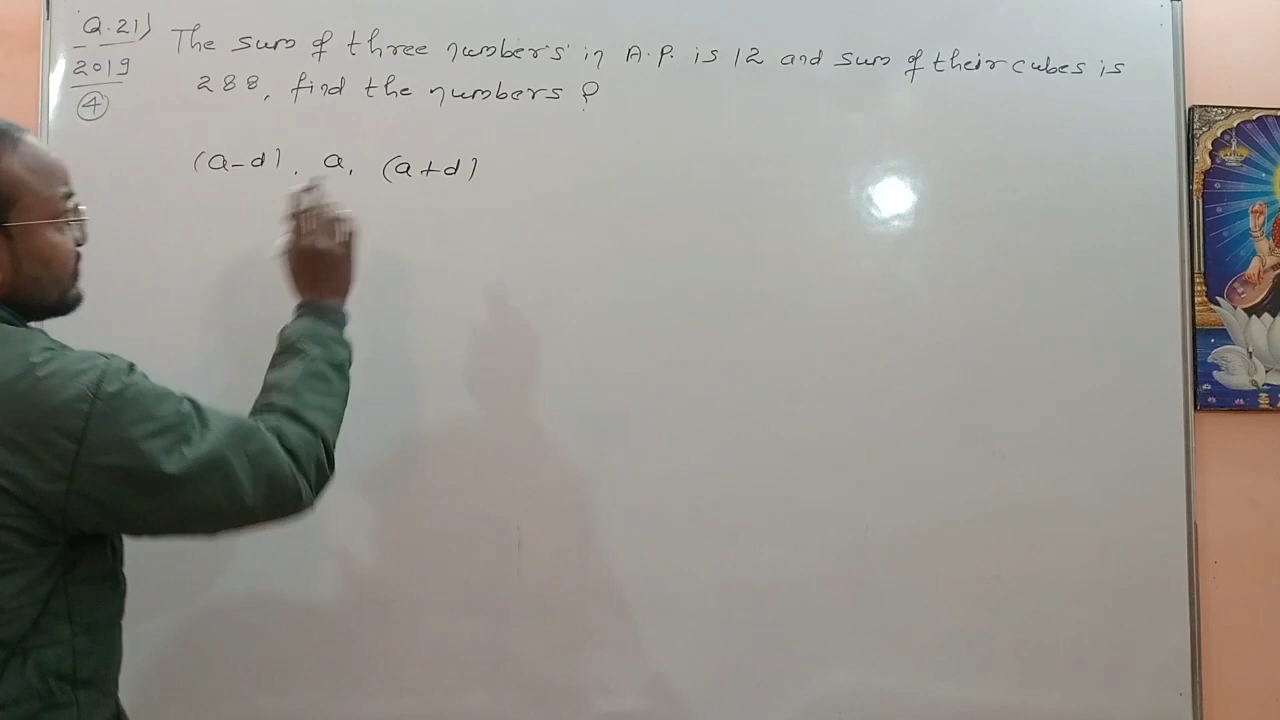 Q.21) The sum of three numbers in A.P. is 12 and sum of their cubes is
2019 288, find the numbers ?
4
(a-d), a, (a+d)